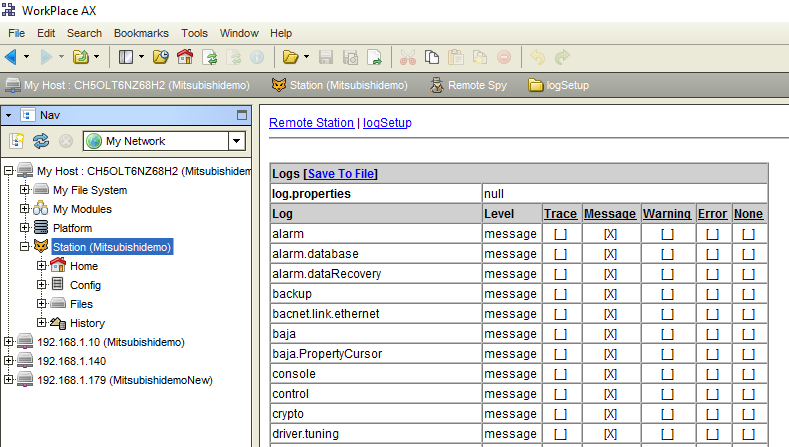 WorkPlace AX
File Edit Search Bookmarks Tools Window Help
My Host : CH5OLT6NZ68H2 (Mitsubishidemo) Station (Mitsubishidemo) Remote Spy logSetup
Nav
My Network
My Host : CH5OLT6NZ68H2 (Mitsubishidem
My File System
My Modules
Platform
Station (Mitsubishidemo)
Home
Config
Files
History
192.168.1.10 (Mitsubishidemo)
192.168.1.140
192.168.1.179 (MitsubishidemoNew)
Remote Station | logSetup
Logs [Save To File]
log.properties null
Log Level Trace Message Warning Error None
alarm message [_] [X] [_] [_] [_]
alarm.database message [_] [X] [_] [_] [_]
alarm.dataRecovery message [_] [X] [_] [_] [_]
backup message [_] [X] [_] [_] [_]
bacnet.link.ethernet message [_] [X] [_] [_] [_]
baja message [_] [X] [_] [_] [_]
baja.PropertyCursor message [_] [X] [_] [_] [_]
console message [_] [X] [_] [_] [_]
control message [_] [X] [_] [_] [_]
crypto message [_] [X] [_] [_] [_]
driver.tuning message [_] [X] [_] [_] [_]